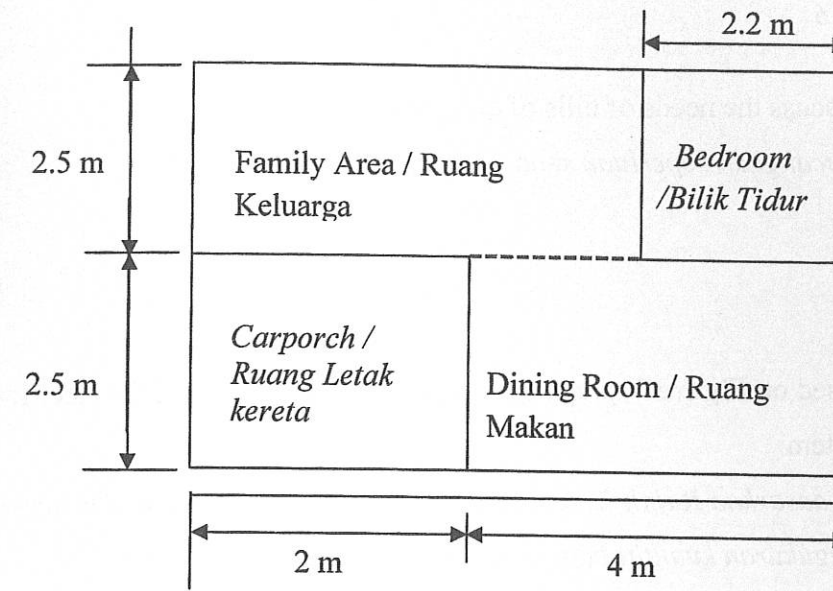 2.2 m
2.5 m
Family Area / Ruang
Keluarga
Bedroom
/Bilik Tidur
2.5 m
Carporch /
Ruang Letak
kereta
Dining Room / Ruang
Makan
2 m
4 m